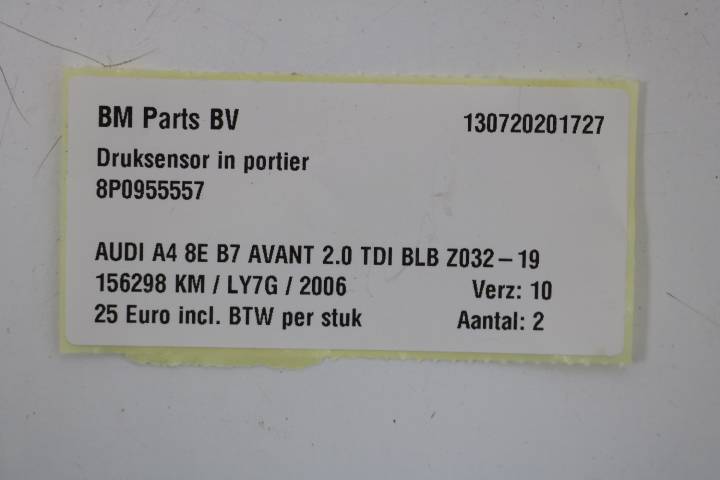 BM Parts BV 130720201727
Druksensor in portier
8P0955557
AUDI A4 8E B7 AVANT 2.0 TDI BLB Z032-19
156298 KM / LY7G / 2006 Verz: 10
25 Euro incl. BTW per stuk Aantal: 2